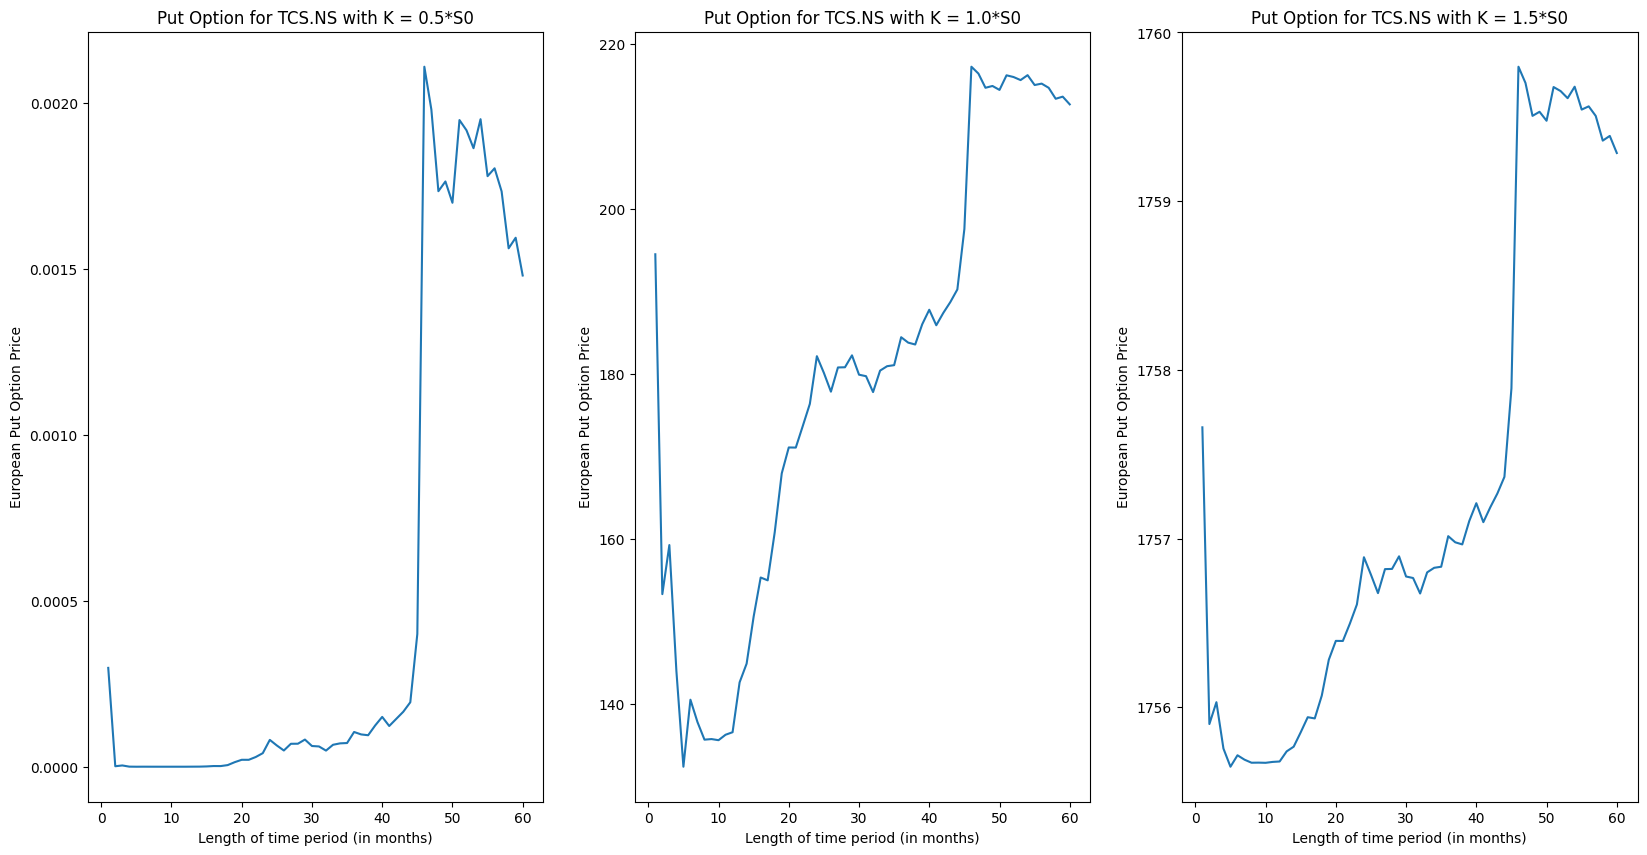 Put Option for TCS.NS with K = 0.5*S0
European Put Option Price
0.0020
0.0015
0.0010
0.0005
0.0000
0 10 20 30 40 50 60
Length of time period (in months)
Put Option for TCS.NS with K = 1.0*S0
European Put Option Price
220
200
180
160
140
0 10 20 30 40 50 60
Length of time period (in months)
Put Option for TCS.NS with K = 1.5*S0
European Put Option Price
1760
1759
1758
1757
1756
0 10 20 30 40 50 60
Length of time period (in months)